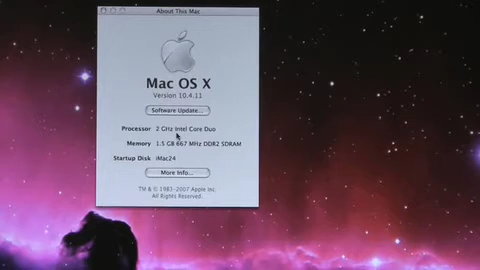 About This Mac
Mac OS X
Version 10.4.11
Software Update...
Processor 2 GHz Intel Core Duo
Memory 1.5 GB 667 MHz DDR2 SDRAM
Startup Disk iMac24
More Info...
TM & © 1983-2007 Apple Inc.
All Rights Reserved.